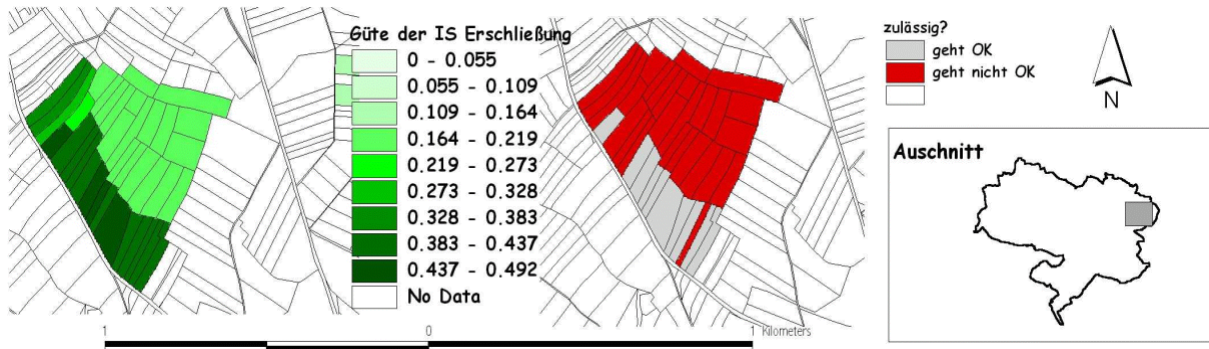 Güte der IS Erschließung
0 - 0.055
0.055 - 0.109
0.109 - 0.164
0.164 - 0.219
0.219 - 0.273
0.273 - 0.328
0.328 - 0.383
0.383 - 0.437
0.437 - 0.492
No Data
zulässig?
geht OK
geht nicht OK
N
Auschnitt
1 0 1 Kilometers